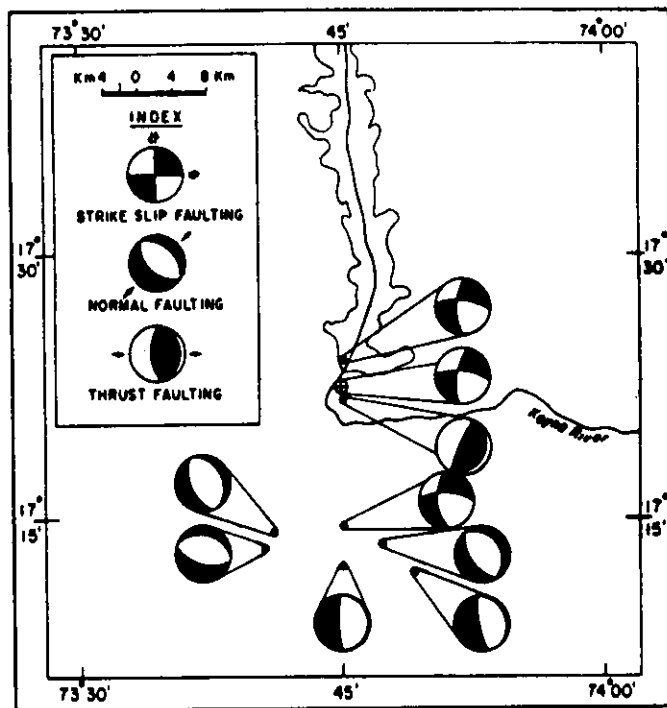 73° 30' 45' 74° 00'
Km 4 0 4 8 Km
INDEX
STRIKE SLIP FAULTING
17° 30' 17° 30'
NORMAL FAULTING
THRUST FAULTING
Koyna River
17° 15' 17° 15'
73° 30' 45' 74° 00'